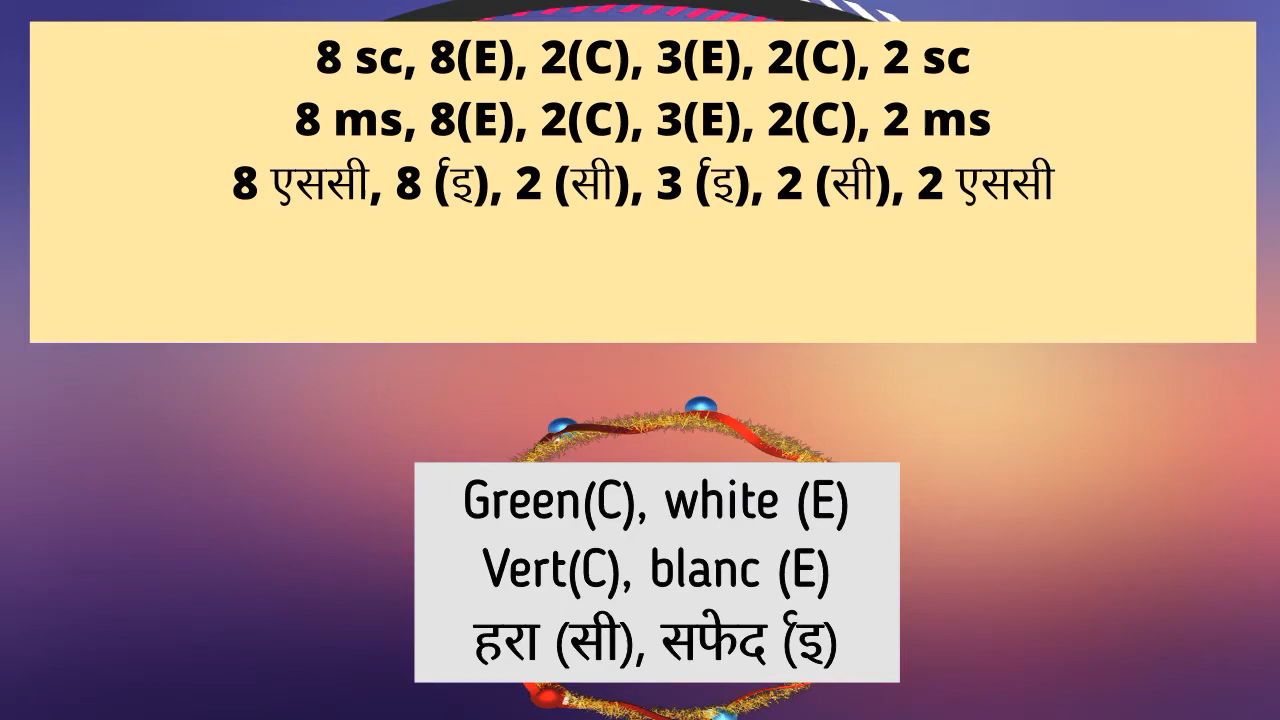 8 sc, 8(E), 2(C), 3(E), 2(C), 2 sc
8 ms, 8(E), 2(C), 3(E), 2(C), 2 ms
8 एससी, 8 (ई), 2 (सी), 3 (ई), 2 (सी), 2 एससी
Green(C), white (E)
Vert(C), blanc (E)
हरा (सी), सफेद (ई)